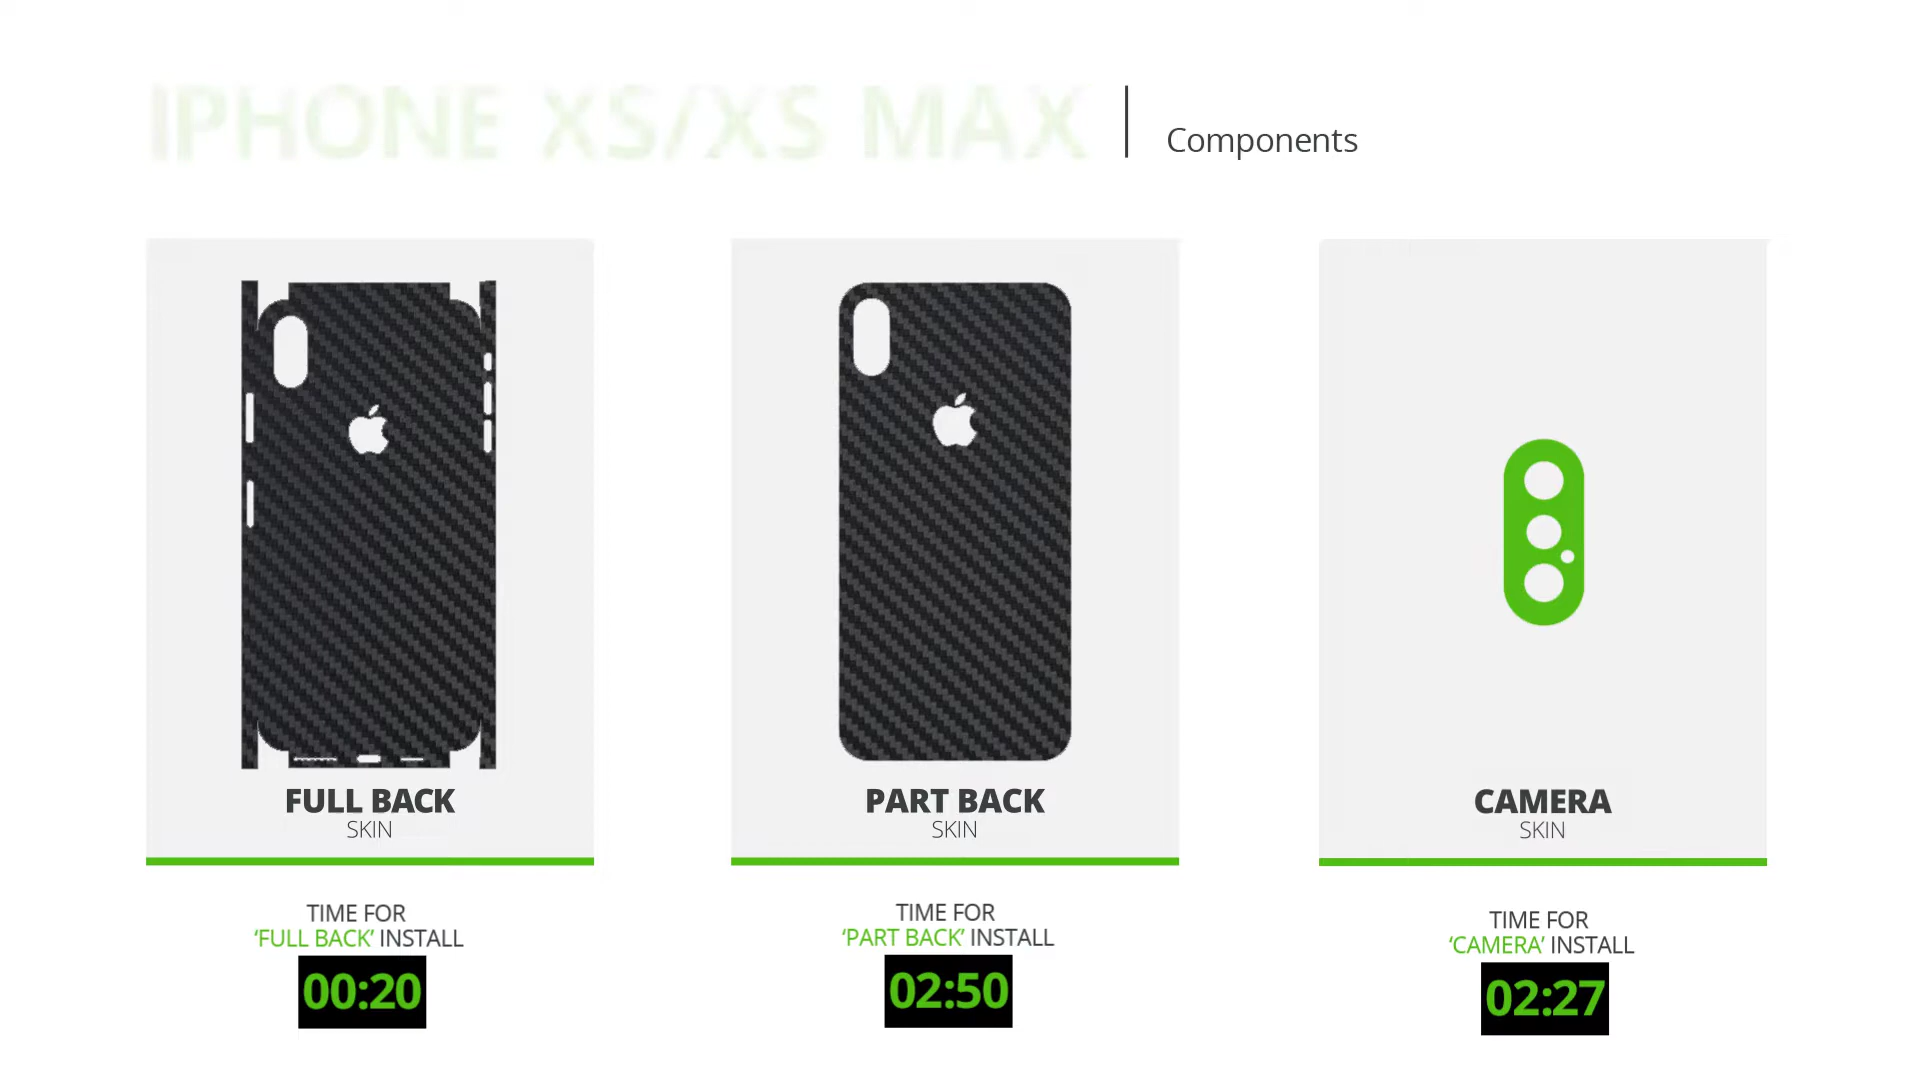 IPHONE XS/XS MAX
Components
FULL BACK
SKIN
PART BACK
SKIN
CAMERA
SKIN
TIME FOR
‘FULL BACK’ INSTALL
00:20
TIME FOR
‘PART BACK’ INSTALL
02:50
TIME FOR
‘CAMERA’ INSTALL
02:27